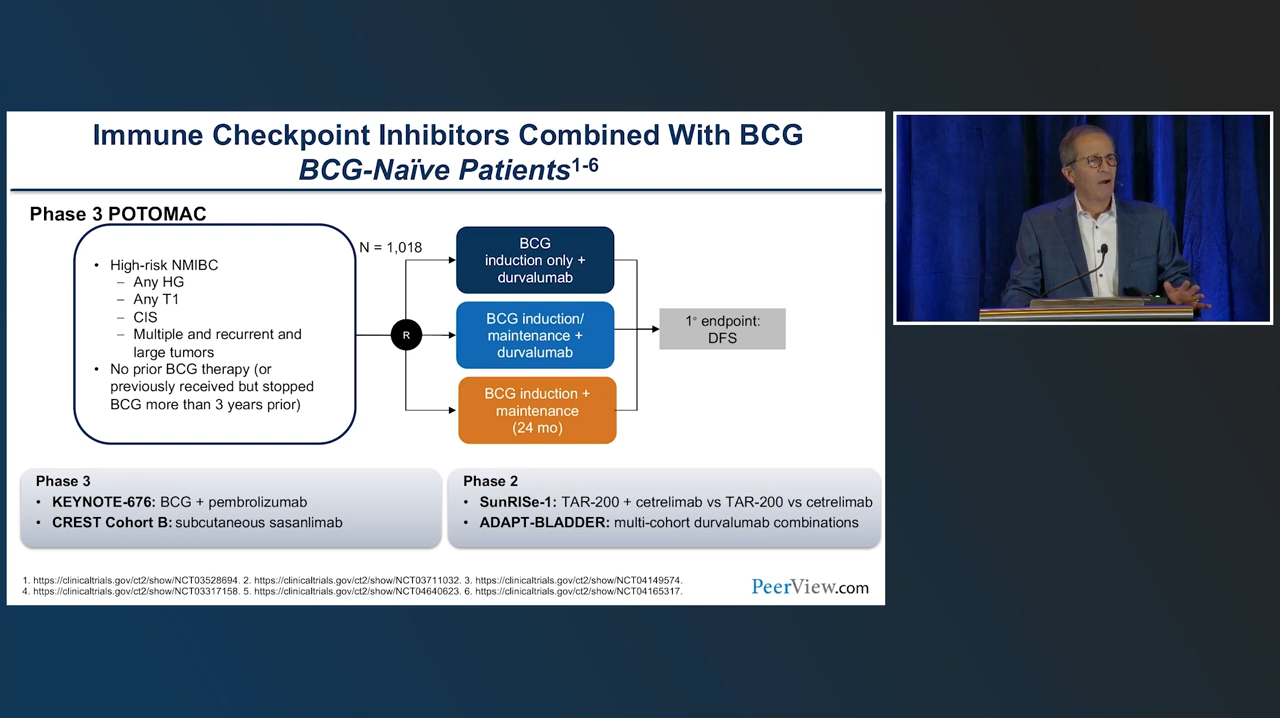 Immune Checkpoint Inhibitors Combined With BCG
BCG-Naïve Patients1-6
Phase 3 POTOMAC
• High-risk NMIBC
– Any HG
– Any T1
– CIS
– Multiple and recurrent and
large tumors
• No prior BCG therapy (or
previously received but stopped
BCG more than 3 years prior)
N = 1,018
R
BCG
induction only +
durvalumab
BCG induction/
maintenance +
durvalumab
BCG induction +
maintenance
(24 mo)
1° endpoint:
DFS
Phase 3
• KEYNOTE-676: BCG + pembrolizumab
• CREST Cohort B: subcutaneous sasanlimab
Phase 2
• SunRISe-1: TAR-200 + cetrelimab vs TAR-200 vs cetrelimab
• ADAPT-BLADDER: multi-cohort durvalumab combinations
1. https://clinicaltrials.gov/ct2/show/NCT03528694. 2. https://clinicaltrials.gov/ct2/show/NCT03711032. 3. https://clinicaltrials.gov/ct2/show/NCT04149574.
4. https://clinicaltrials.gov/ct2/show/NCT03317158. 5. https://clinicaltrials.gov/ct2/show/NCT04640623. 6. https://clinicaltrials.gov/ct2/show/NCT04165317.
PeerView.com